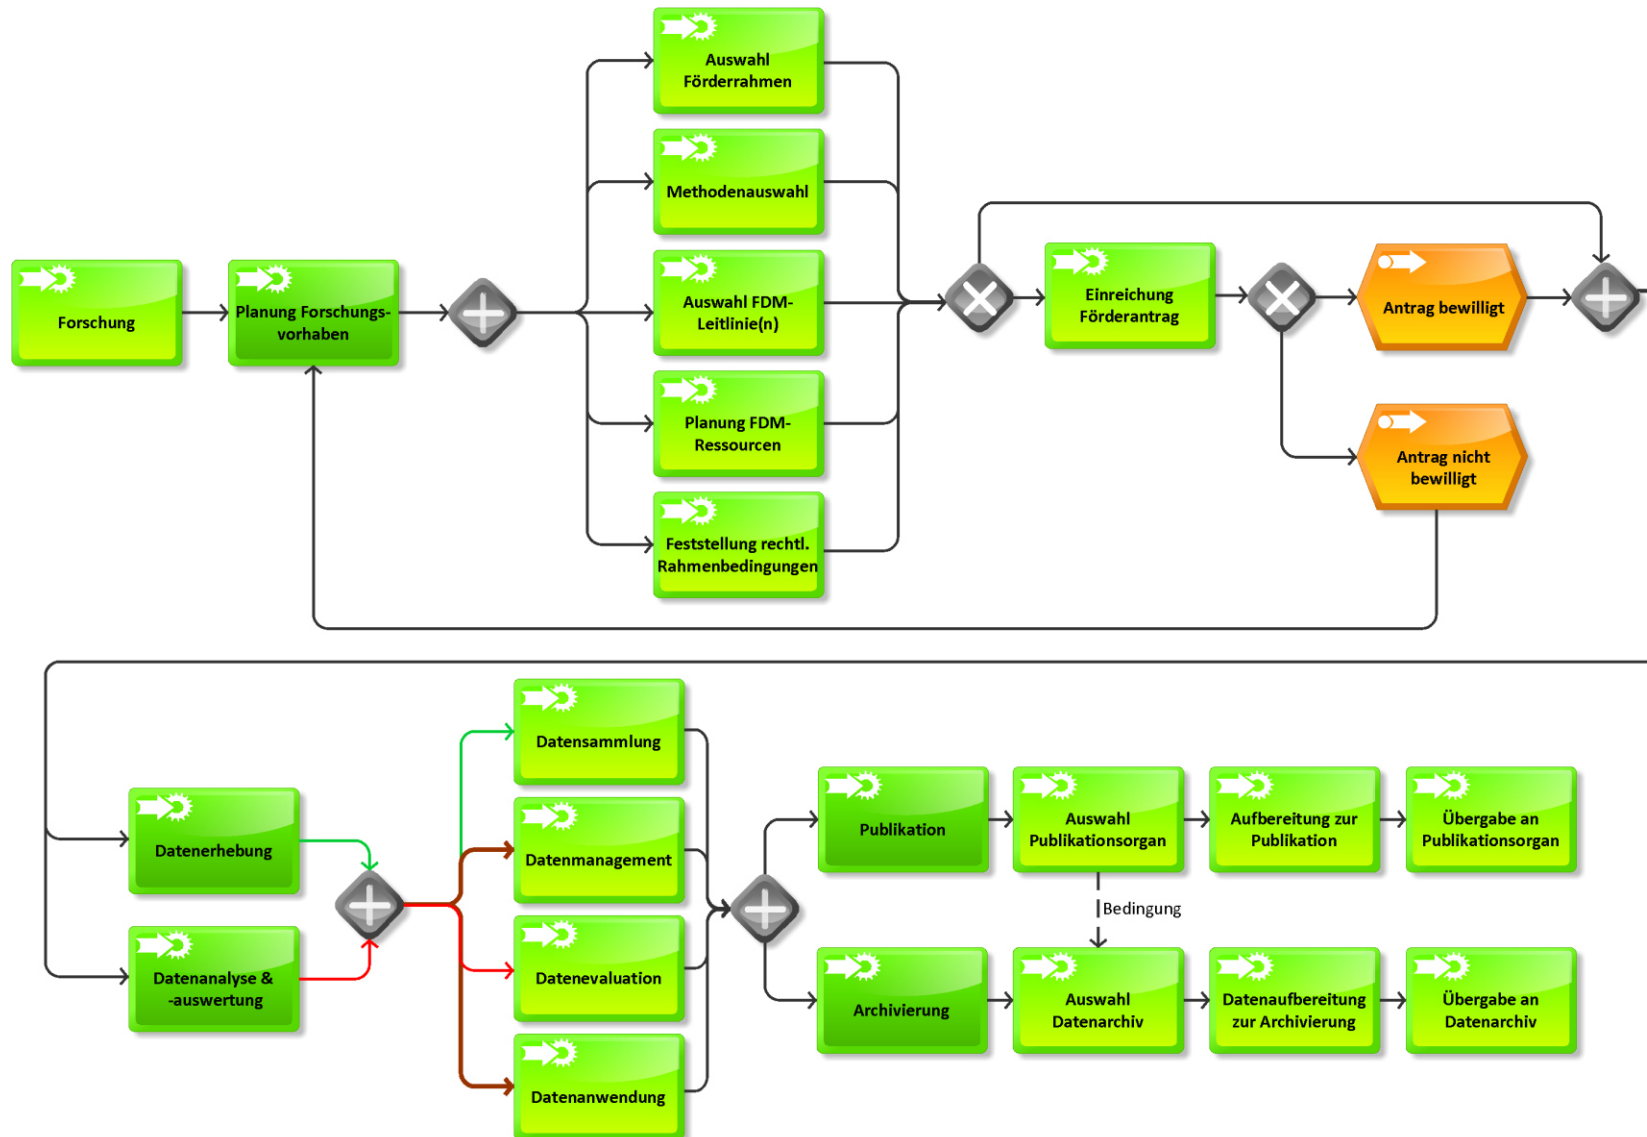 Auswahl
Förderrahmen
Methodenauswahl
Forschung
Planung Forschungs-
vorhaben
Auswahl FDM-
Leitlinie(n)
Einreichung
Förderantrag
Antrag bewilligt
Planung FDM-
Ressourcen
Antrag nicht
bewilligt
Feststellung rechtl.
Rahmenbedingungen
Datensammlung
Datenerhebung
Datenmanagement
Publikation
Auswahl
Publikationsorgan
Aufbereitung zur
Publikation
Übergabe an
Publikationsorgan
Bedingung
Datenanalyse &
-auswertung
Datenevaluation
Archivierung
Auswahl
Datenarchiv
Datenaufbereitung
zur Archivierung
Übergabe an
Datenarchiv
Datenanwendung